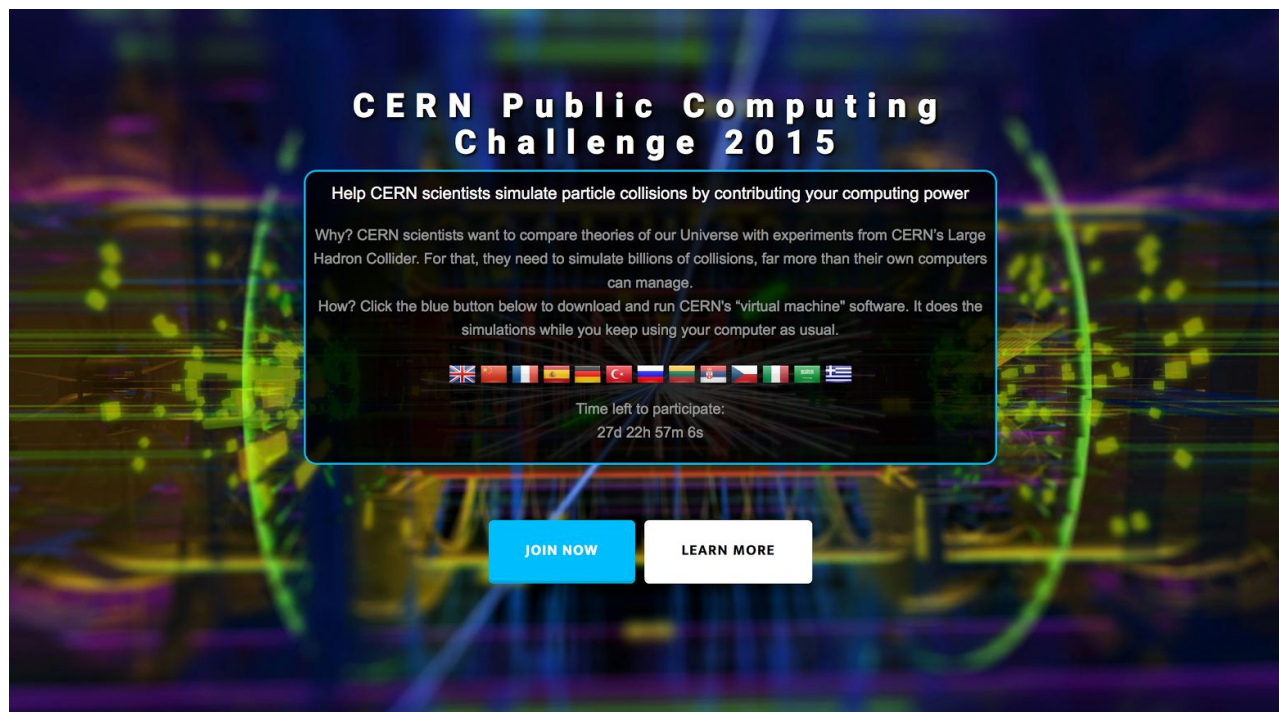 CERN Public Computing
Challenge 2015
Help CERN scientists simulate particle collisions by contributing your computing power
Why? CERN scientists want to compare theories of our Universe with experiments from CERN's Large
Hadron Collider. For that, they need to simulate billions of collisions, far more than their own computers
can manage.
How? Click the blue button below to download and run CERN's “virtual machine" software. It does the
simulations while you keep using your computer as usual.
Time left to participate:
27d 22h 57m 6s
JOIN NOW
LEARN MORE